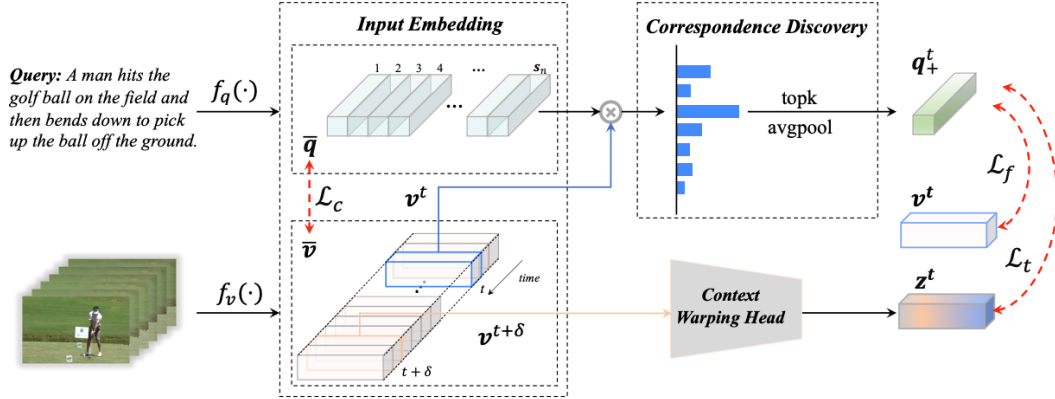 Input Embedding
Correspondence Discovery
Query: A man hits the
golf ball on the field and
then bends down to pick
up the ball off the ground.
f_q(·)
1 2 3 4 ... s_n
...
q̅
topk
avgpool
q_+^t
ℒ_c
v^t
ℒ_f
v^t
v̅
f_v(·)
time
t
ℒ_t
z^t
Context
Warping Head
v^{t+δ}
t + δ